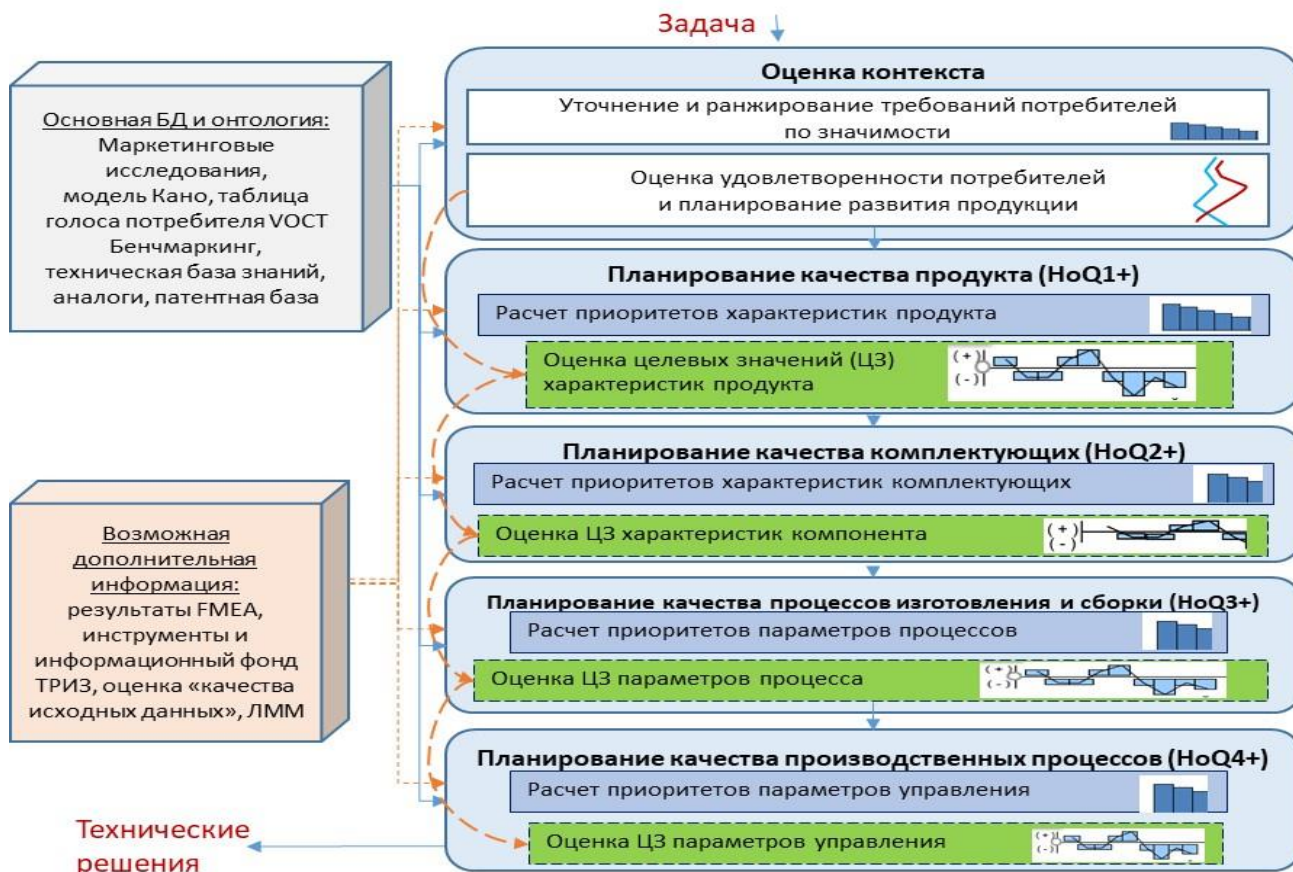 Задача
Оценка контекста
Уточнение и ранжирование требований потребителей
по значимости
Оценка удовлетворенности потребителей
и планирование развития продукции
Основная БД и онтология:
Маркетинговые
исследования,
модель Кано, таблица
голоса потребителя VOCT
Бенчмаркинг,
техническая база знаний,
аналоги, патентная база
Планирование качества продукта (HoQ1+)
Расчет приоритетов характеристик продукта
Оценка целевых значений (ЦЗ)
характеристик продукта
(+)
(-)
Планирование качества комплектующих (HoQ2+)
Расчет приоритетов характеристик комплектующих
Оценка ЦЗ характеристик компонента
(+)
(-)
Возможная
дополнительная
информация:
результаты FMEA,
инструменты и
информационный фонд
ТРИЗ, оценка «качества
исходных данных», ЛММ
Планирование качества процессов изготовления и сборки (HoQ3+)
Расчет приоритетов параметров процессов
Оценка ЦЗ параметров процесса
(+)
(-)
Планирование качества производственных процессов (HoQ4+)
Расчет приоритетов параметров управления
Оценка ЦЗ параметров управления
(+)
(-)
Технические
решения